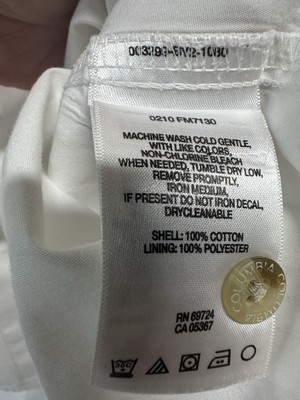 0210 FM7130
MACHINE WASH COLD GENTLE,
WITH LIKE COLORS,
NON-CHLORINE BLEACH
WHEN NEEDED, TUMBLE DRY LOW,
REMOVE PROMPTLY,
IRON MEDIUM,
IF PRESENT DO NOT IRON DECAL,
DRYCLEANABLE
SHELL: 100% COTTON
LINING: 100% POLYESTER
COLUMBIA
RN 69724
CA 05367